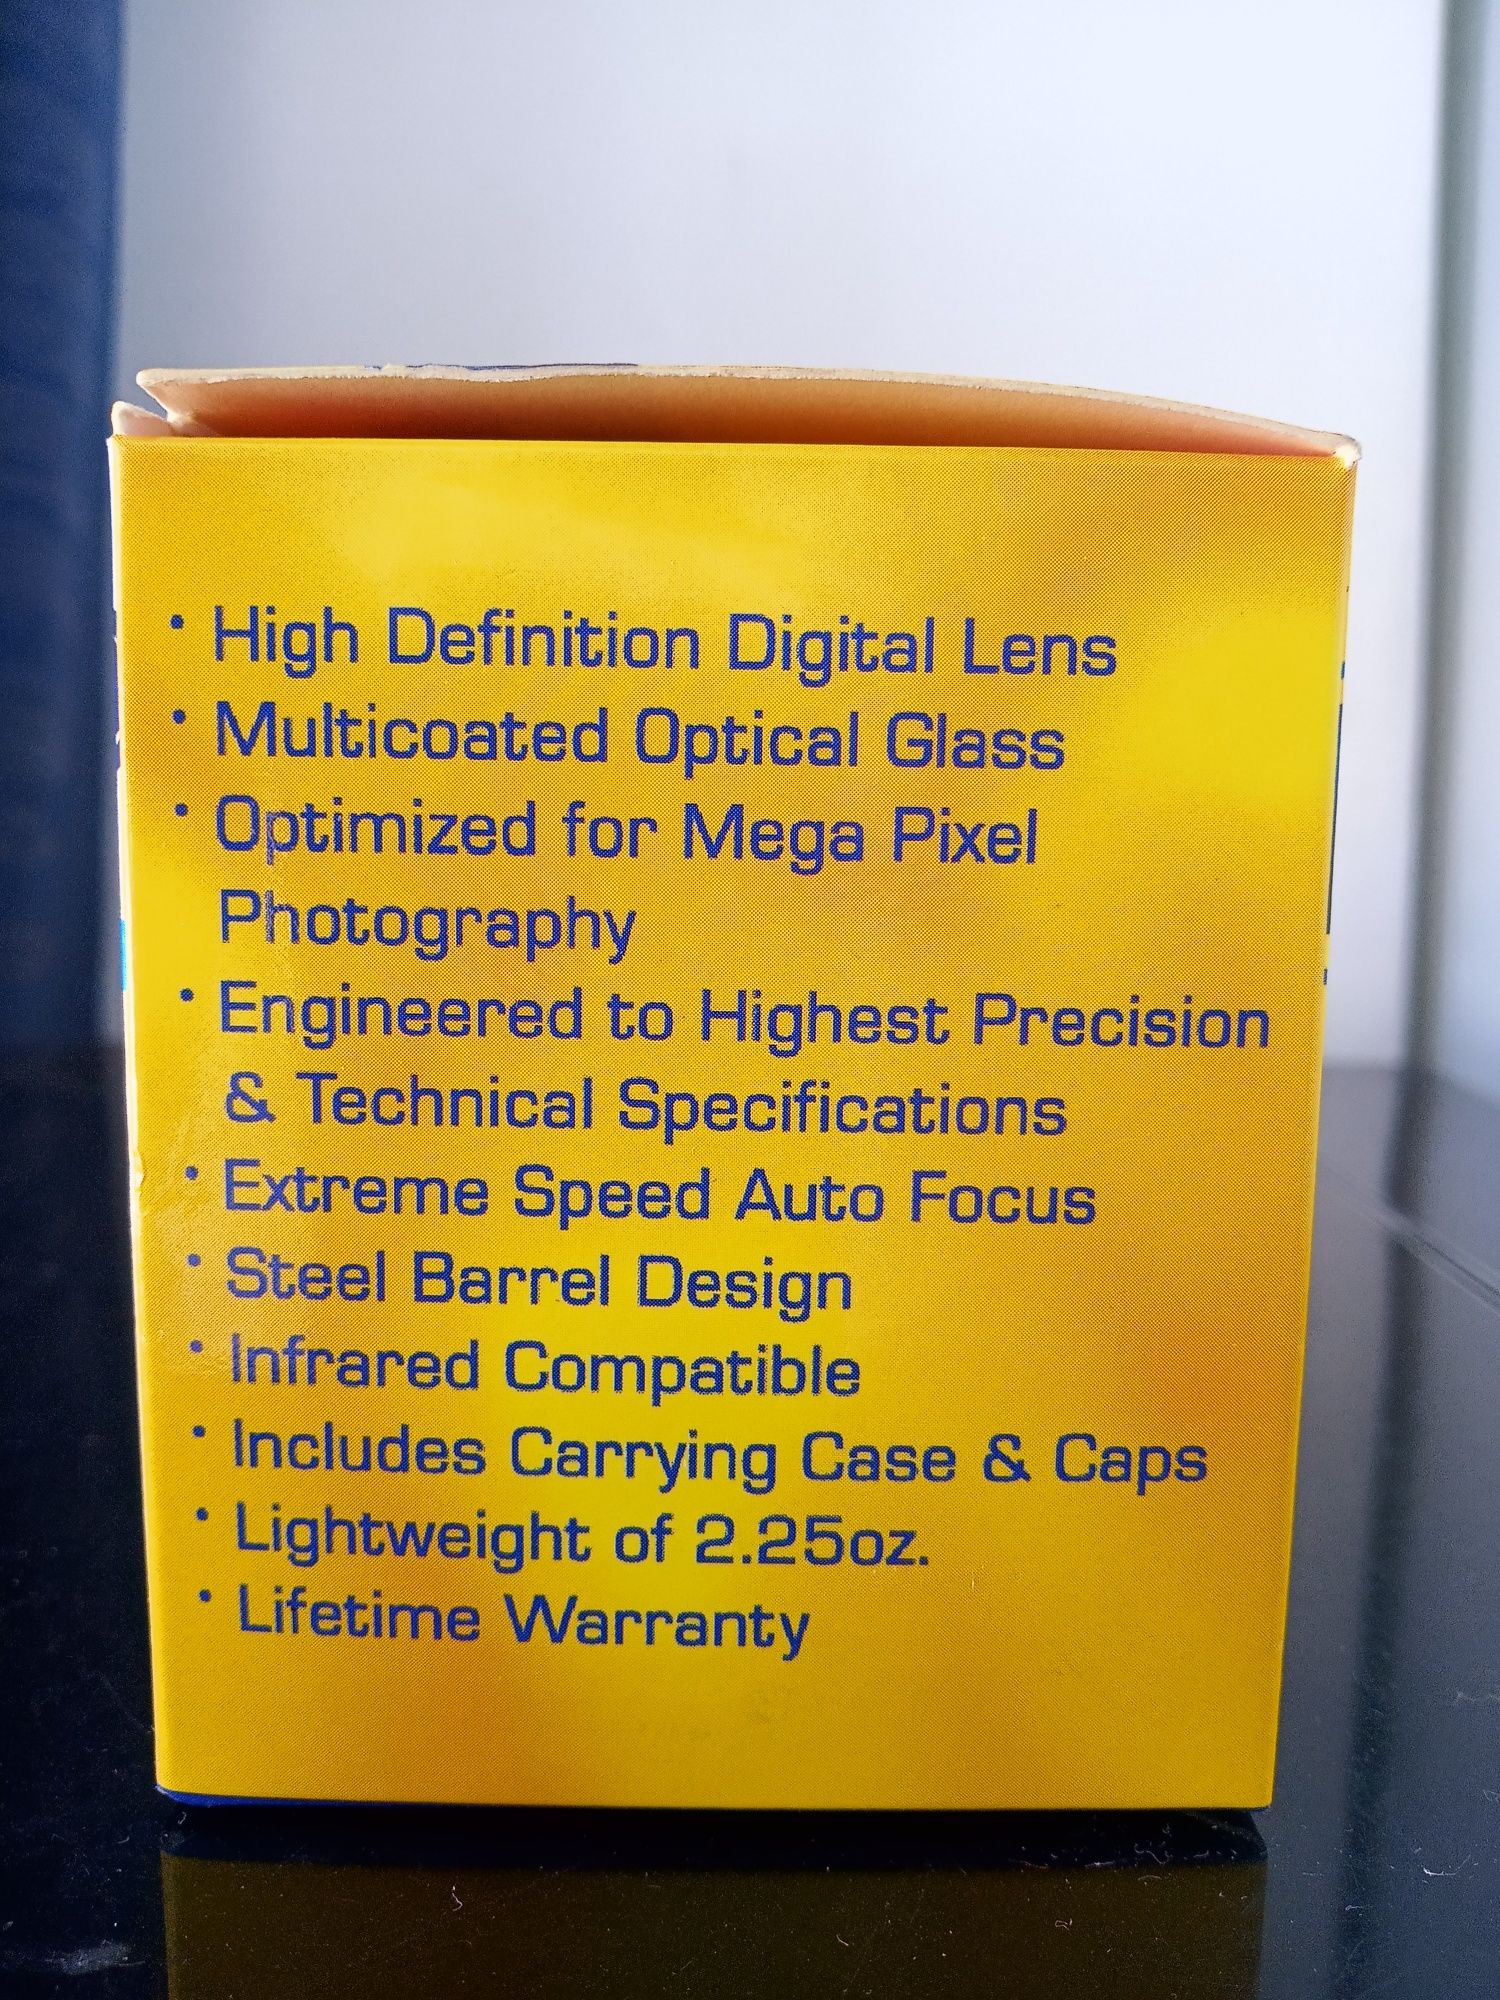 • High Definition Digital Lens
• Multicoated Optical Glass
• Optimized for Mega Pixel
Photography
• Engineered to Highest Precision
& Technical Specifications
• Extreme Speed Auto Focus
• Steel Barrel Design
• Infrared Compatible
• Includes Carrying Case & Caps
• Lightweight of 2.25oz.
• Lifetime Warranty